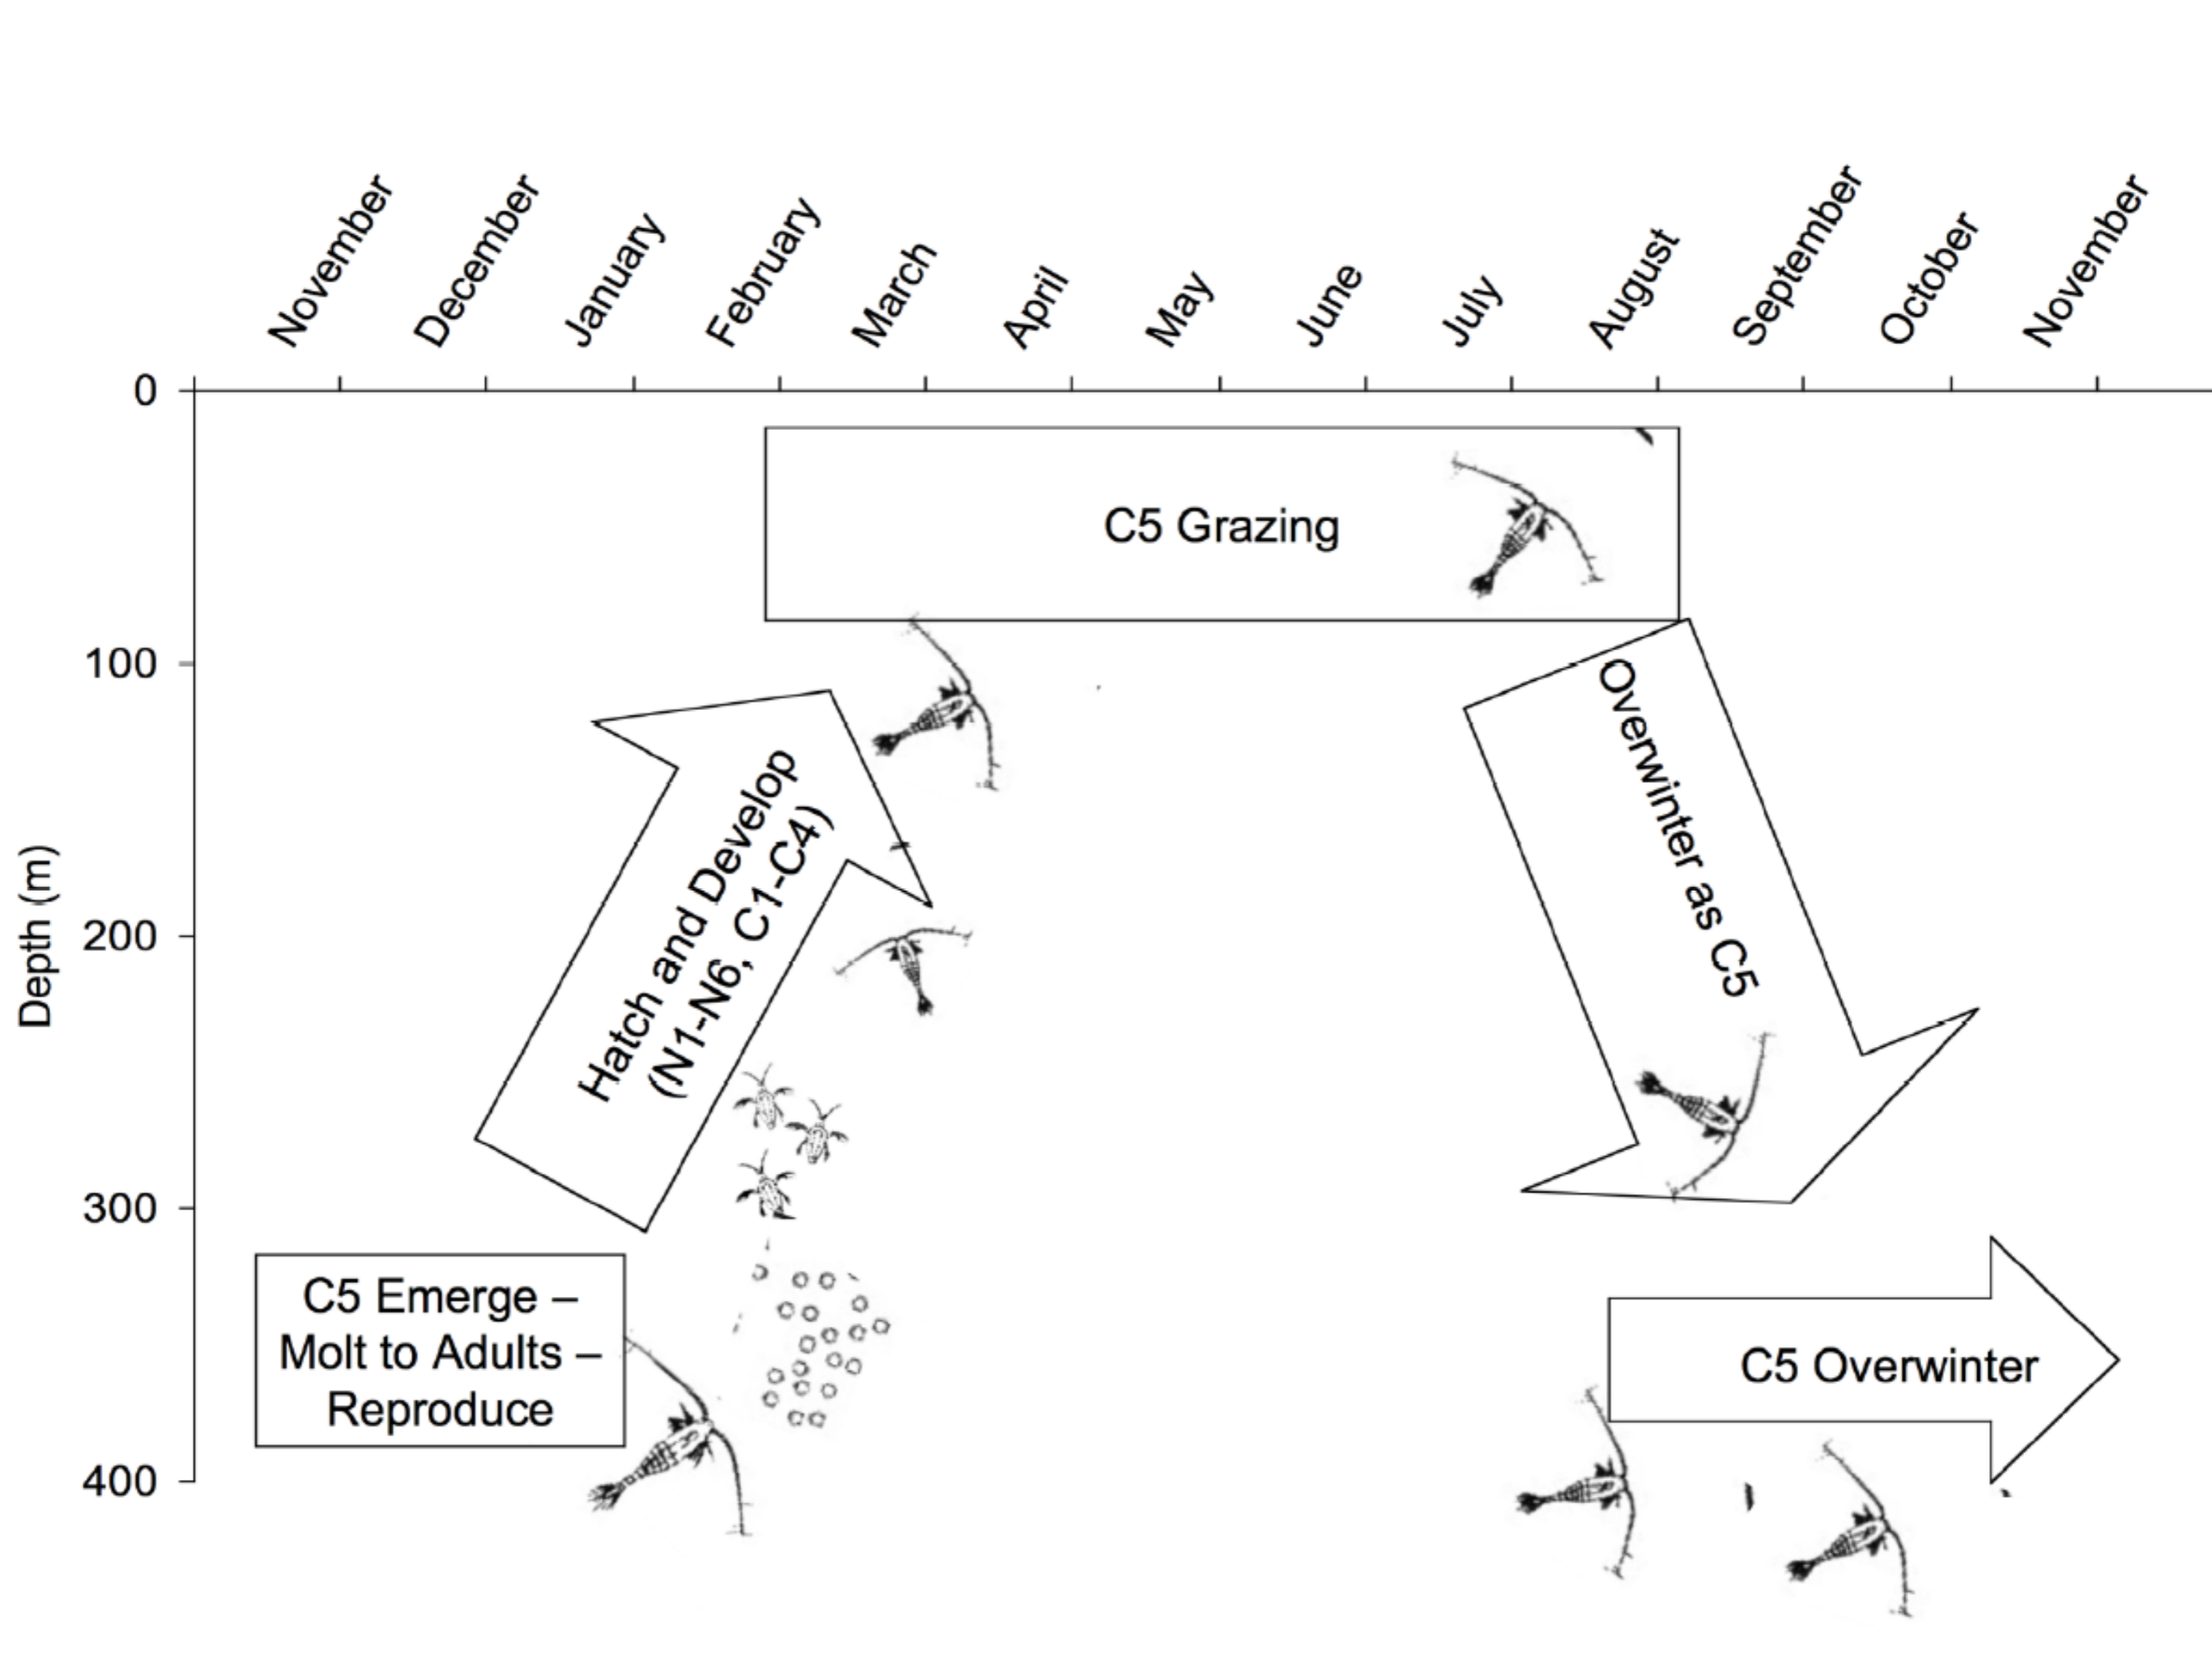 November
December
January
February
March
April
May
June
July
August
September
October
November
0
100
200
300
400
Depth (m)
C5 Grazing
Hatch and Develop
(N1-N6, C1-C4)
Overwinter as C5
C5 Emerge –
Molt to Adults –
Reproduce
C5 Overwinter